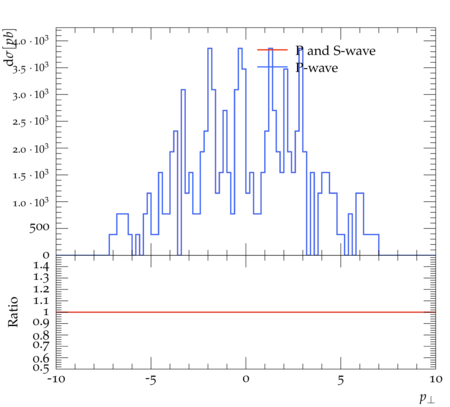 dσ[pb]
P and S-wave
P-wave
4.0 · 10³
3.5 · 10³
3.0 · 10³
2.5 · 10³
2.0 · 10³
1.5 · 10³
1.0 · 10³
500
0
Ratio
1.4
1.3
1.2
1.1
1
0.9
0.8
0.7
0.6
0.5
-10 -5 0 5 10
p⊥